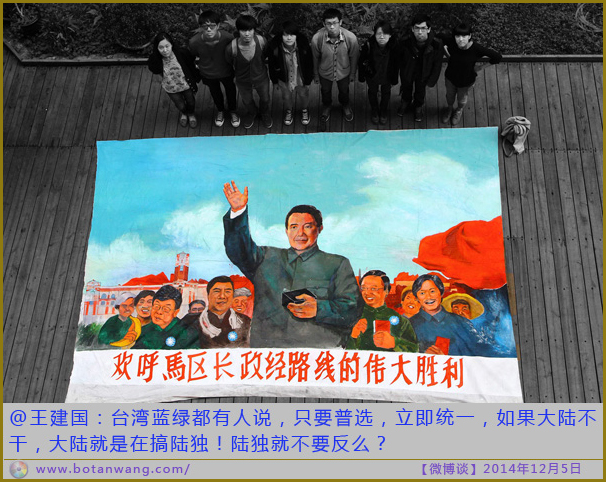 欢呼馬区长政经路线的伟大胜利
@王建国：台湾蓝绿都有人说，只要普选，立即统一，如果大陆不
干，大陆就是在搞陆独！陆独就不要反么？
www.botanwang.com/ 【微博谈】2014年12月5日